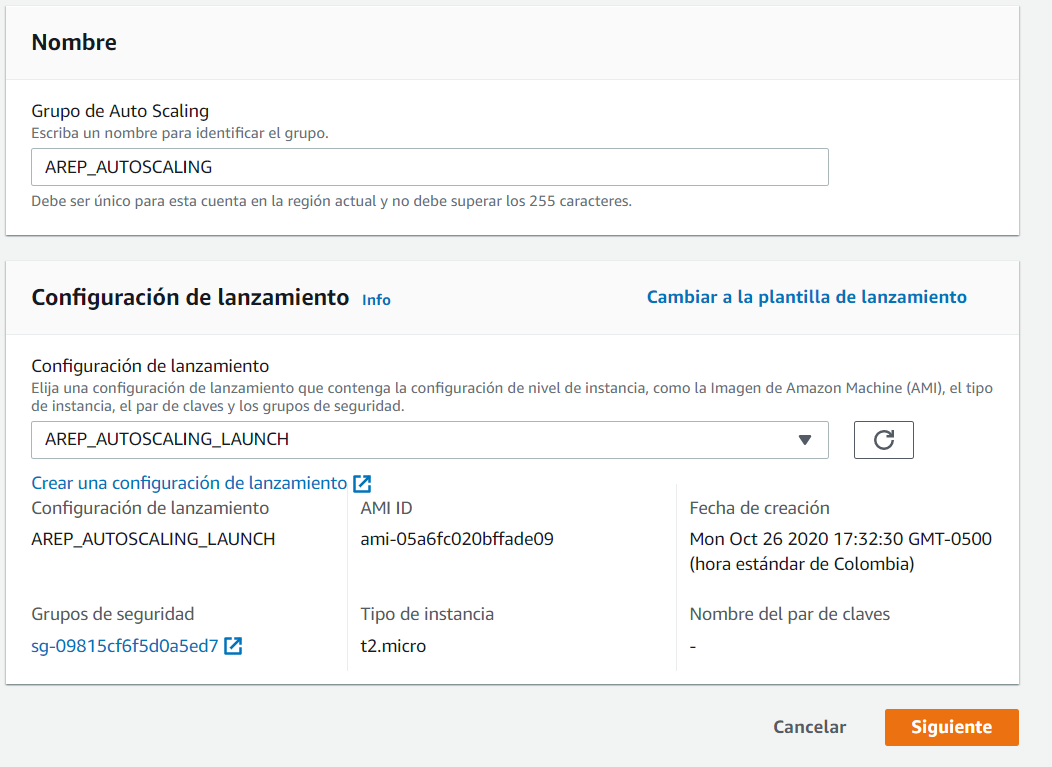 Nombre
Grupo de Auto Scaling
Escriba un nombre para identificar el grupo.
AREP_AUTOSCALING
Debe ser único para esta cuenta en la región actual y no debe superar los 255 caracteres.
Configuración de lanzamiento Info
Cambiar a la plantilla de lanzamiento
Configuración de lanzamiento
Elija una configuración de lanzamiento que contenga la configuración de nivel de instancia, como la Imagen de Amazon Machine (AMI), el tipo
de instancia, el par de claves y los grupos de seguridad.
AREP_AUTOSCALING_LAUNCH
Crear una configuración de lanzamiento
Configuración de lanzamiento
AREP_AUTOSCALING_LAUNCH
AMI ID
ami-05a6fc020bffade09
Fecha de creación
Mon Oct 26 2020 17:32:30 GMT-0500
(hora estándar de Colombia)
Grupos de seguridad
sg-09815cf6f5d0a5ed7
Tipo de instancia
t2.micro
Nombre del par de claves
-
Cancelar
Siguiente